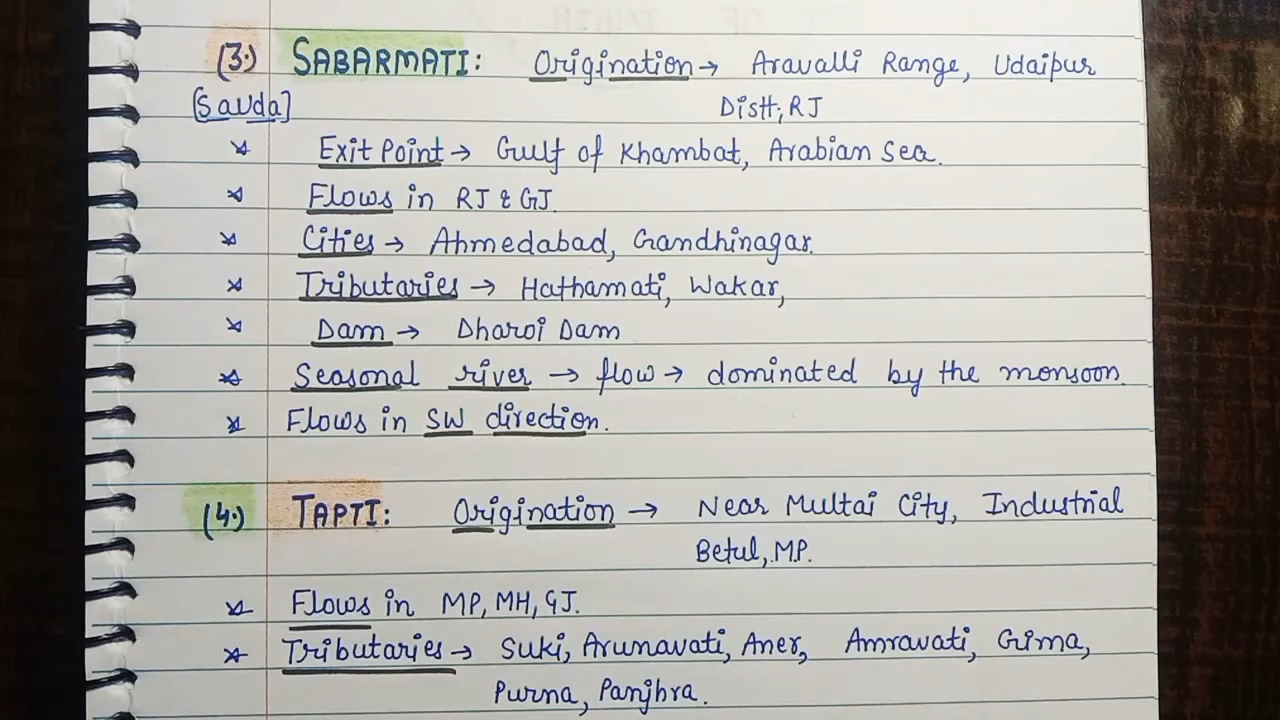 (3.) SABARMATI: Origination → Aravalli Range, Udaipur
[Sauda] Distt; RJ
Exit Point → Gulf of Khambat, Arabian Sea.
Flows in RJ & GJ.
Cities → Ahmedabad, Gandhinagar.
Tributaries → Hathamati, Wakar,
Dam → Dharoi Dam
Seasonal river → flow → dominated by the monsoon.
Flows in SW direction.
(4.) TAPTI: Origination → Near Multai City, Industrial
Betul, M.P.
Flows in MP, MH, GJ.
Tributaries → Suki, Arunavati, Aner, Amravati, Girna,
Purna, Panjhra.